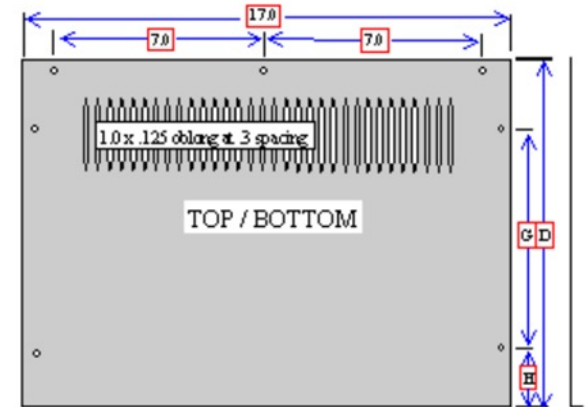 17.0
7.0 7.0
1.0 x .125 oblong at .3 spacing
TOP / BOTTOM
G D
H